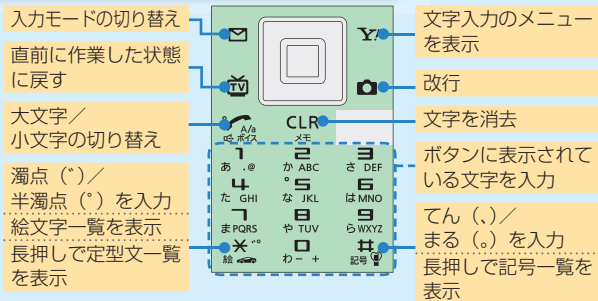 入力モードの切り替え
直前に作業した状態
に戻す
大文字／
小文字の切り替え
濁点（゛）／
半濁点（゜）を入力
絵文字一覧を表示
長押しで定型文一覧
を表示
Y!
TV
A/a
ボイス
CLR
メモ
1
あ .@
2
か ABC
3
さ DEF
4
た GHI
5
な JKL
6
は MNO
7
ま PQRS
8
や TUV
9
ら WXYZ
＊゛゜
絵
0
わ ー +
#
記号
文字入力のメニュー
を表示
改行
文字を消去
ボタンに表示されて
いる文字を入力
てん（、）／
まる（。）を入力
長押しで記号一覧を
表示